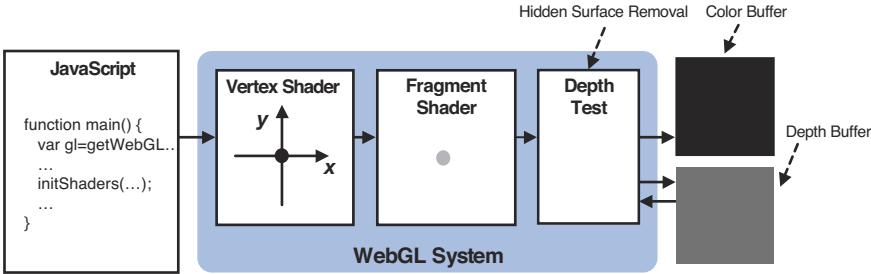 Hidden Surface Removal
Color Buffer
JavaScript
function main() {
var gl=getWebGL..
…
initShaders(…);
…
}
Vertex Shader
y
x
Fragment
Shader
Depth
Test
Depth Buffer
WebGL System